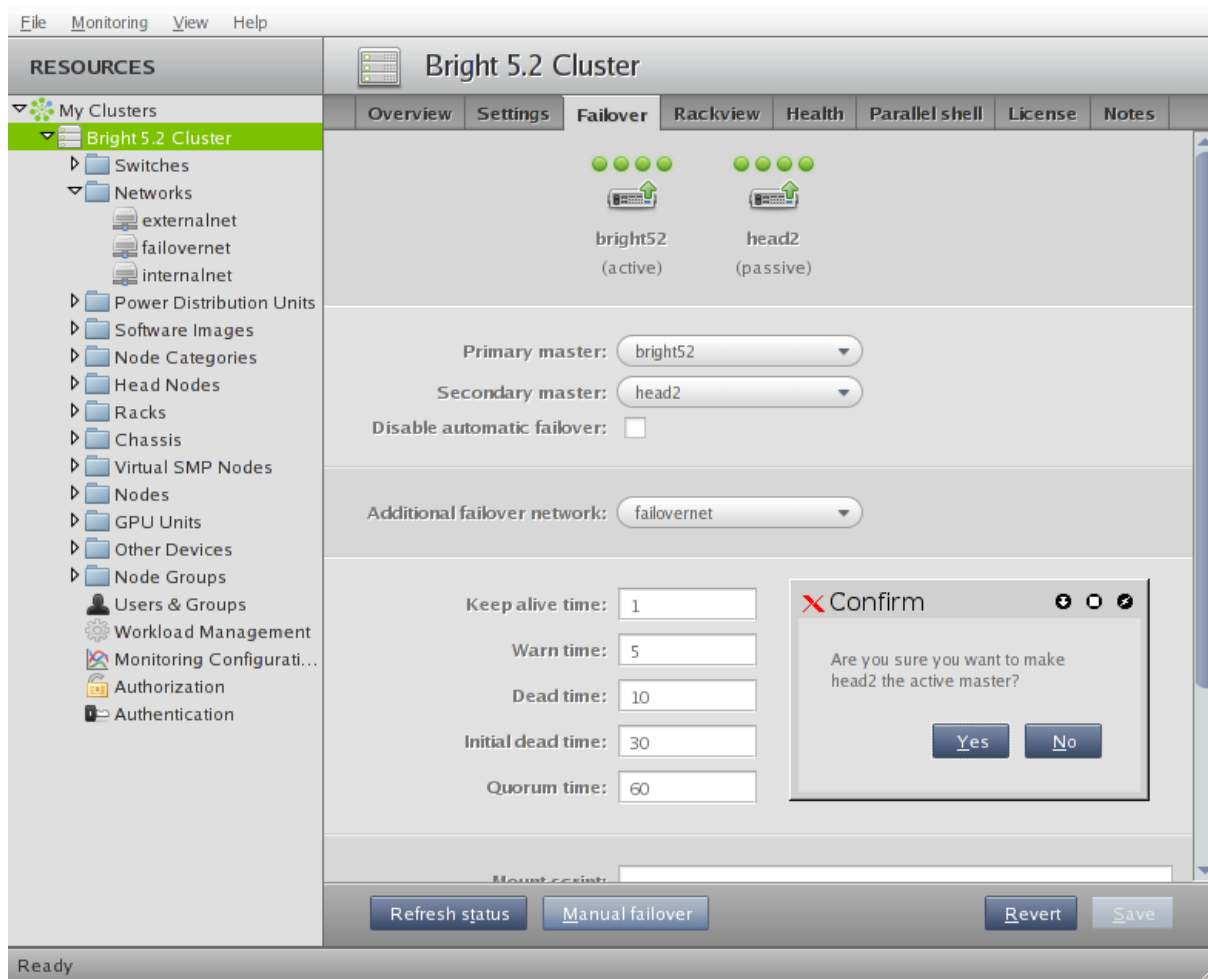 File Monitoring View Help
RESOURCES
My Clusters
Bright 5.2 Cluster
Switches
Networks
externalnet
failovernet
internalnet
Power Distribution Units
Software Images
Node Categories
Head Nodes
Racks
Chassis
Virtual SMP Nodes
Nodes
GPU Units
Other Devices
Node Groups
Users & Groups
Workload Management
Monitoring Configurati...
Authorization
Authentication
Bright 5.2 Cluster
Overview Settings Failover Rackview Health Parallel shell License Notes
bright52 head2
(active) (passive)
Primary master: bright52
Secondary master: head2
Disable automatic failover:
Additional failover network: failovernet
Keep alive time: 1
Warn time: 5
Dead time: 10
Initial dead time: 30
Quorum time: 60
Confirm
Are you sure you want to make
head2 the active master?
Yes No
Mount script:
Refresh status Manual failover Revert Save
Ready